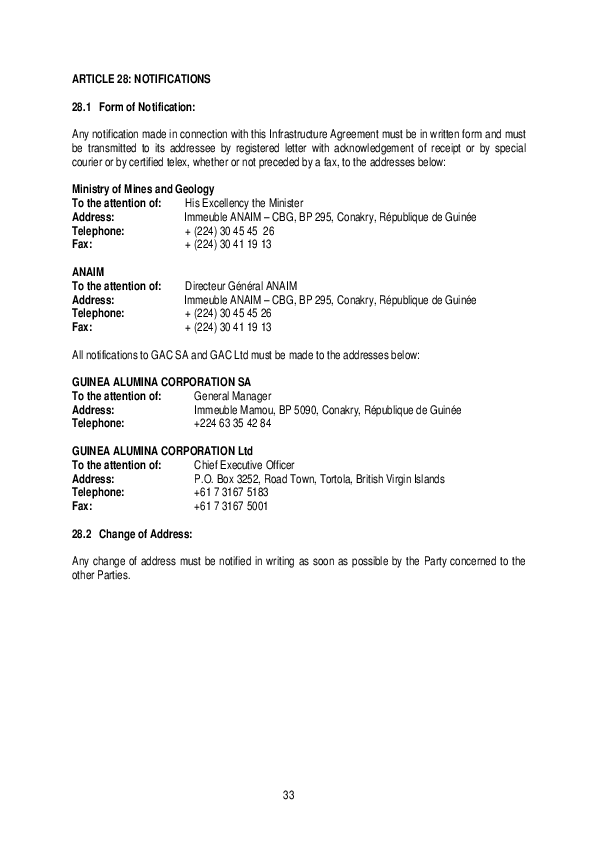 ARTICLE 28: NOTIFICATIONS
28.1 Form of Notification:
Any notification made in connection with this Infrastructure Agreement must be in written form and must
be transmitted to its addressee by registered letter with acknowledgement of receipt or by special
courier or by certified telex, whether or not preceded by a fax, to the addresses below:
Ministry of Mines and Geology
To the attention of: His Excellency the Minister
Address: Immeuble ANAIM – CBG, BP 295, Conakry, République de Guinée
Telephone: + (224) 30 45 45 26
Fax: + (224) 30 41 19 13
ANAIM
To the attention of: Directeur Général ANAIM
Address: Immeuble ANAIM – CBG, BP 295, Conakry, République de Guinée
Telephone: + (224) 30 45 45 26
Fax: + (224) 30 41 19 13
All notifications to GAC SA and GAC Ltd must be made to the addresses below:
GUINEA ALUMINA CORPORATION SA
To the attention of: General Manager
Address: Immeuble Mamou, BP 5090, Conakry, République de Guinée
Telephone: +224 63 35 42 84
GUINEA ALUMINA CORPORATION Ltd
To the attention of: Chief Executive Officer
Address: P.O. Box 3252, Road Town, Tortola, British Virgin Islands
Telephone: +61 7 3167 5183
Fax: +61 7 3167 5001
28.2 Change of Address:
Any change of address must be notified in writing as soon as possible by the Party concerned to the
other Parties.
33